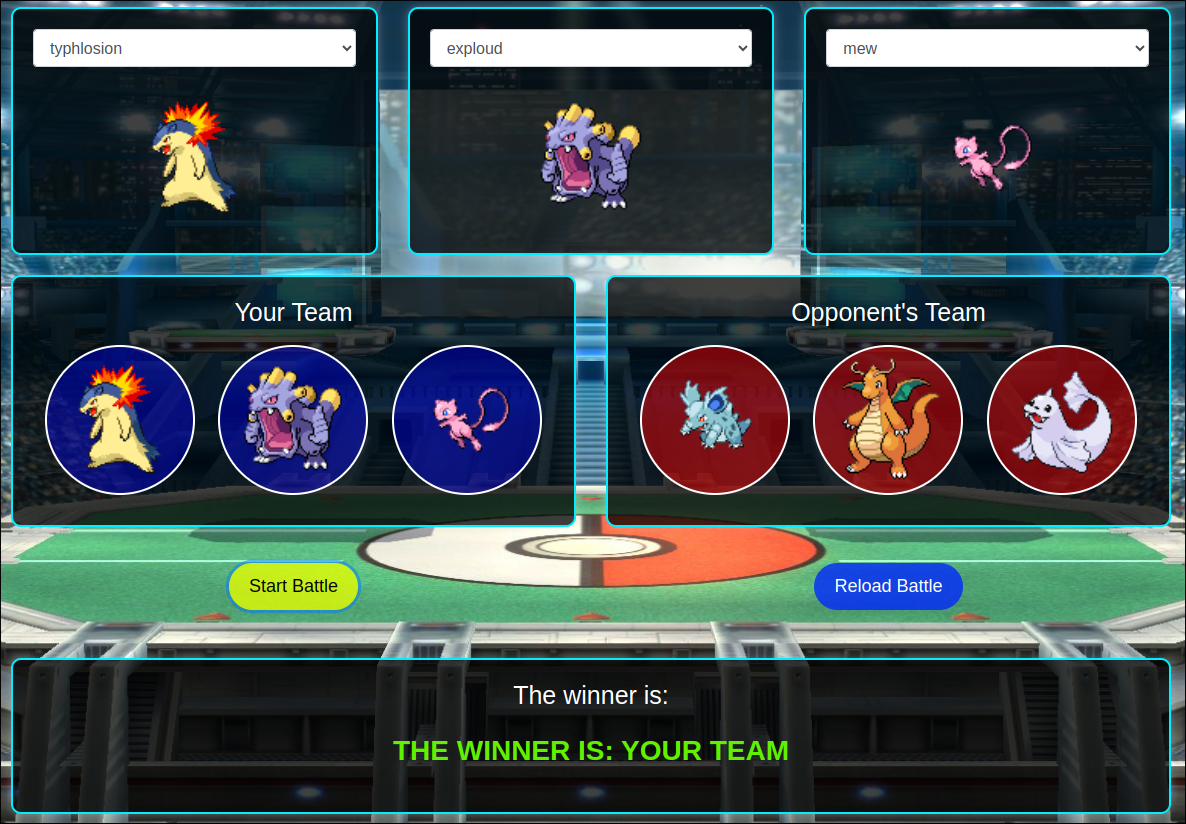 typhlosion
exploud
mew
Your Team
Opponent's Team
Start Battle
Reload Battle
The winner is:
THE WINNER IS: YOUR TEAM